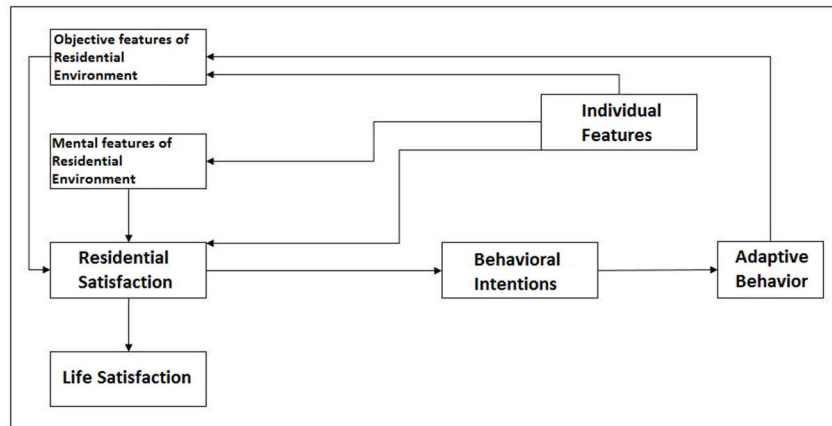 Objective features of
Residential
Environment
Individual
Features
Mental features of
Residential
Environment
Residential
Satisfaction
Behavioral
Intentions
Adaptive
Behavior
Life Satisfaction